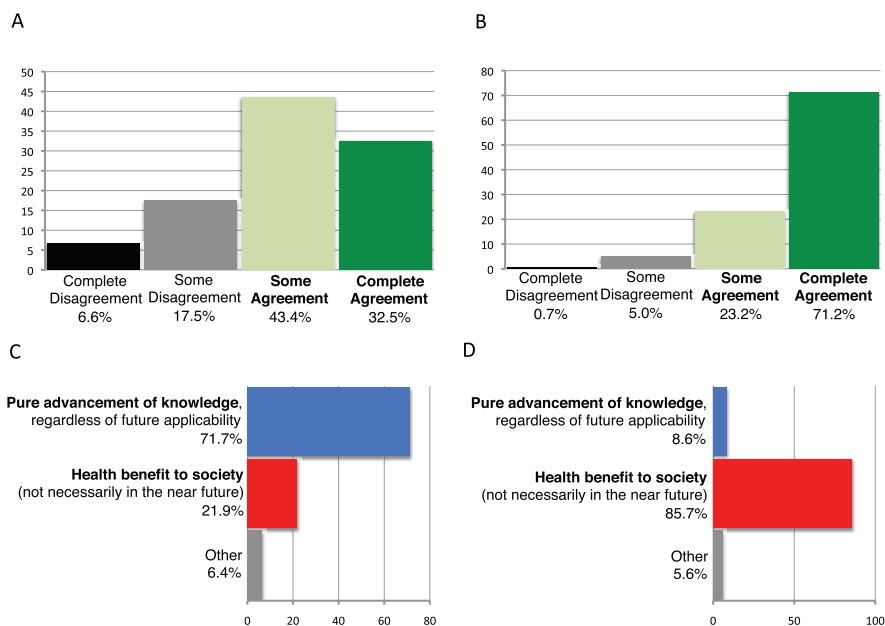 A
50
45
40
35
30
25
20
15
10
5
0
Complete Disagreement 6.6%
Some Disagreement 17.5%
Some Agreement 43.4%
Complete Agreement 32.5%
B
80
70
60
50
40
30
20
10
0
Complete Disagreement 0.7%
Some Disagreement 5.0%
Some Agreement 23.2%
Complete Agreement 71.2%
C
Pure advancement of knowledge,
regardless of future applicability
71.7%
Health benefit to society
(not necessarily in the near future)
21.9%
Other
6.4%
0 20 40 60 80
D
Pure advancement of knowledge,
regardless of future applicability
8.6%
Health benefit to society
(not necessarily in the near future)
85.7%
Other
5.6%
0 50 100